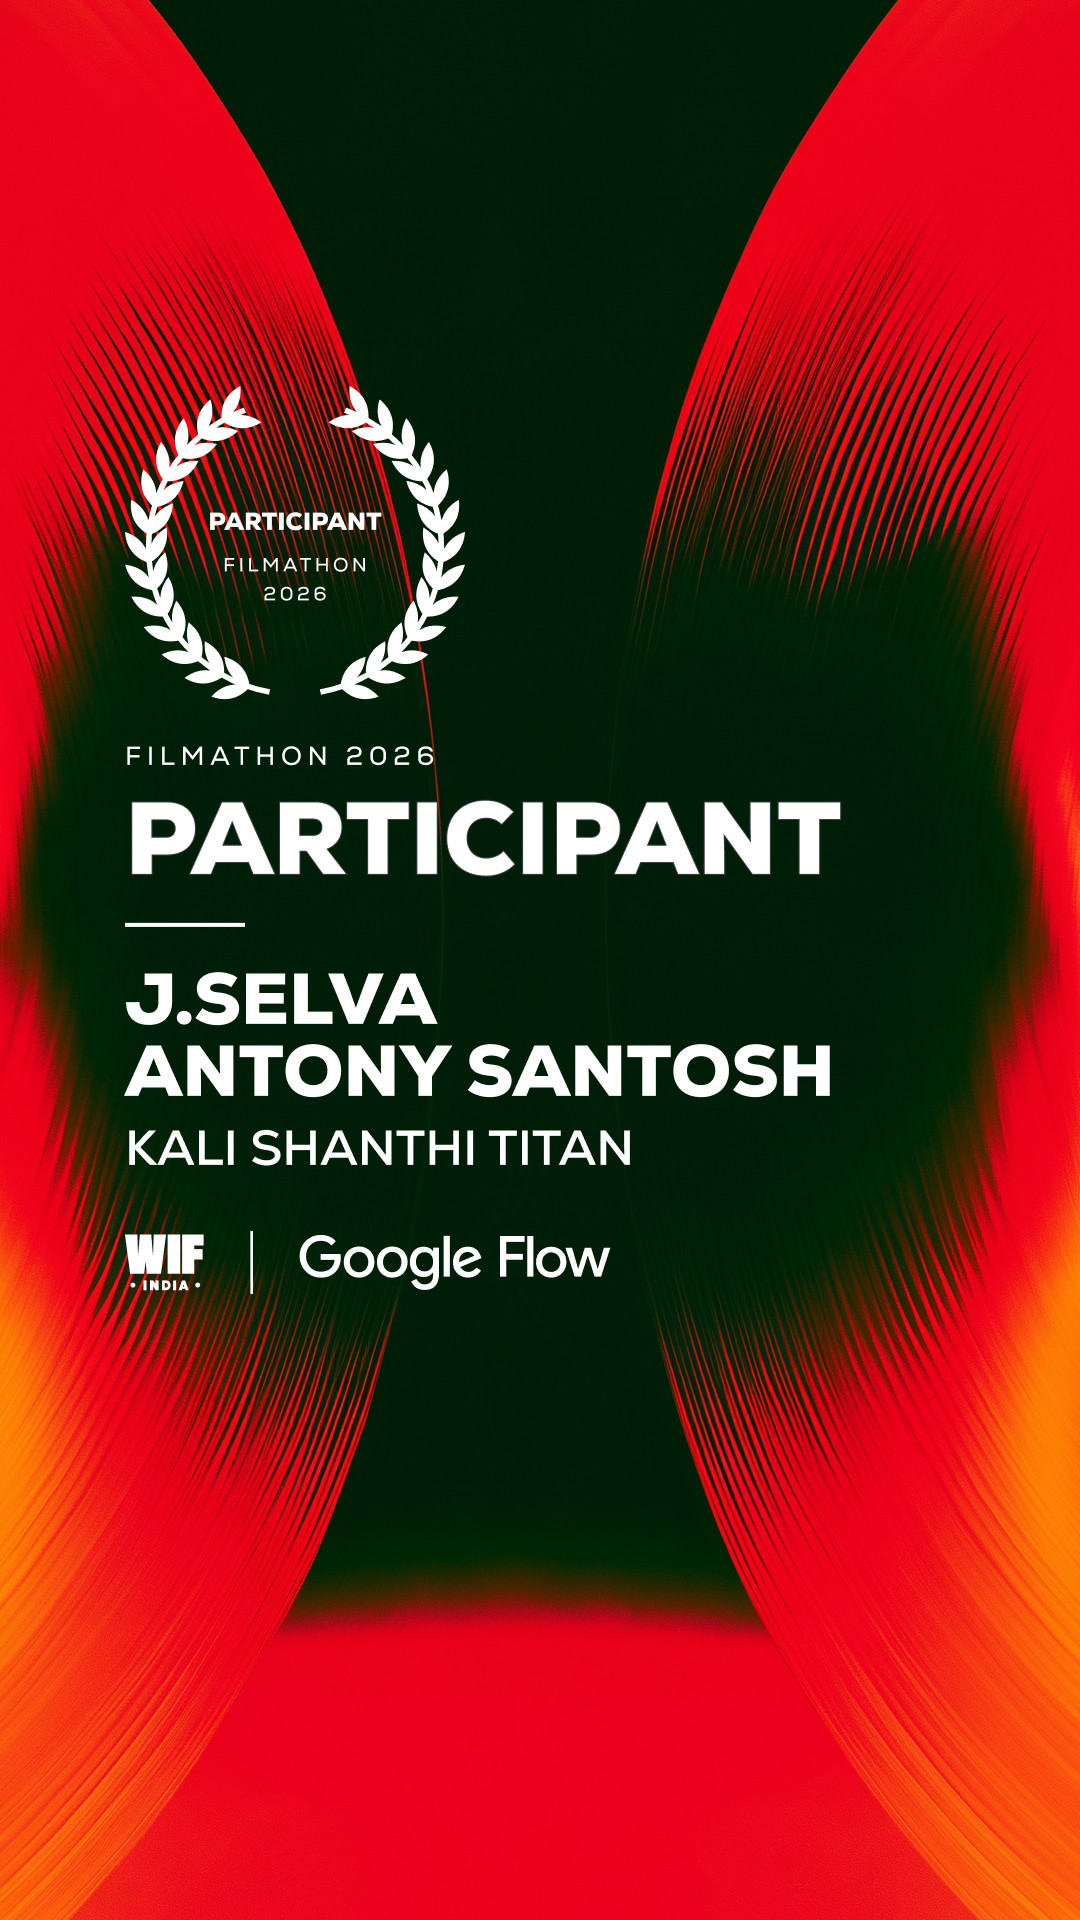 PARTICIPANT
FILMATHON
2026
FILMATHON 2026
PARTICIPANT
J.SELVA
ANTONY SANTOSH
KALI SHANTHI TITAN
WIF
• INDIA •
Google Flow